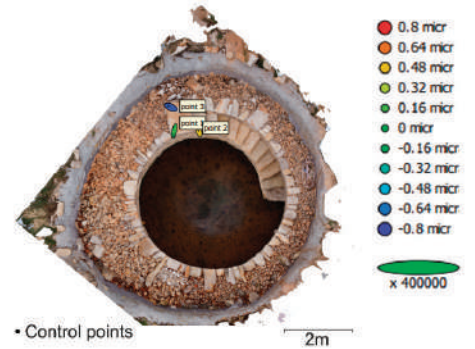 0.8 micr
0.64 micr
0.48 micr
0.32 micr
0.16 micr
0 micr
-0.16 micr
-0.32 micr
-0.48 micr
-0.64 micr
-0.8 micr
x 400000
point 3
point 1
point 2
• Control points
2m